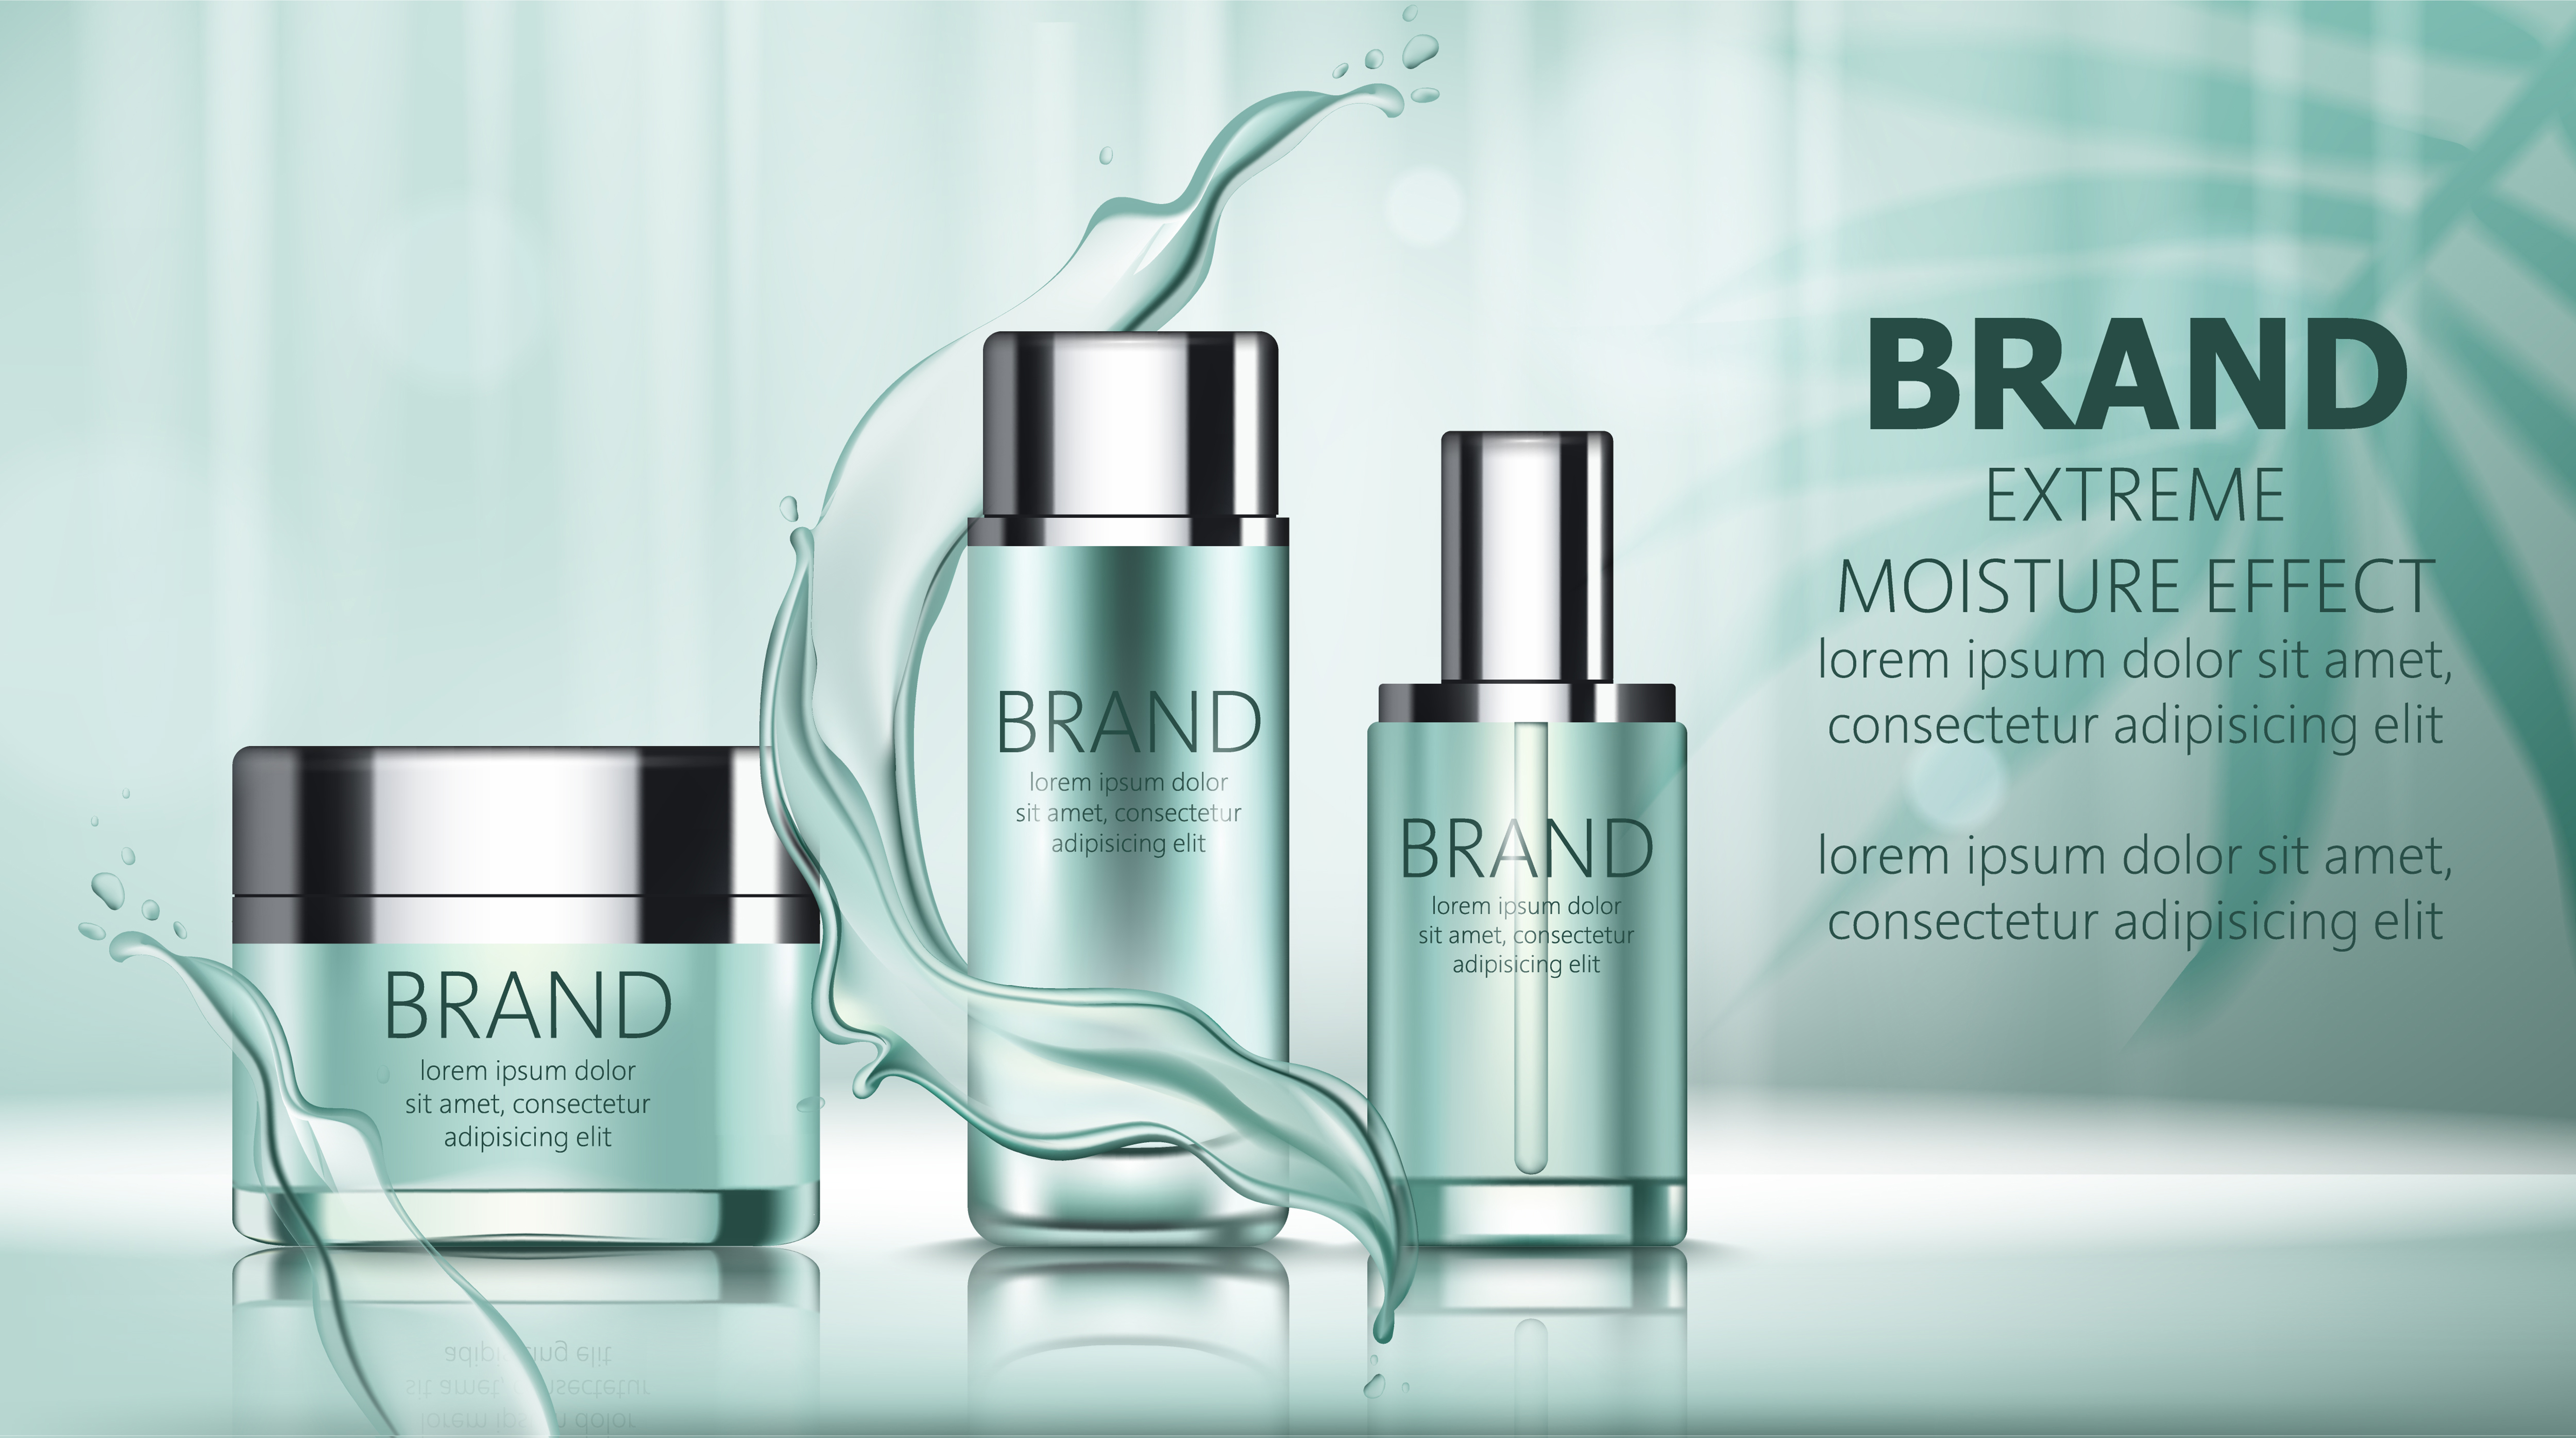 BRAND
lorem ipsum dolor
sit amet, consectetur
adipisicing elit
BRAND
lorem ipsum dolor
sit amet, consectetur
adipisicing elit
BRAND
lorem ipsum dolor
sit amet, consectetur
adipisicing elit
BRAND
EXTREME
MOISTURE EFFECT
lorem ipsum dolor sit amet,
consectetur adipisicing elit
lorem ipsum dolor sit amet,
consectetur adipisicing elit